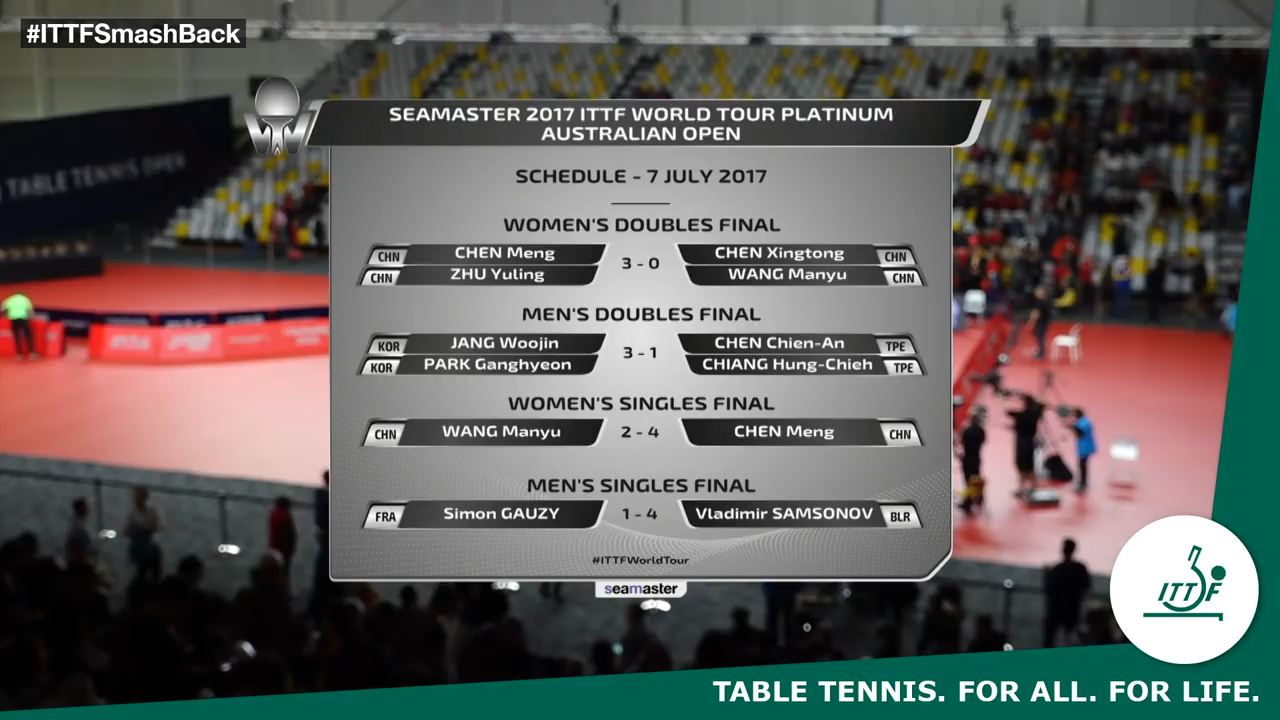 #ITTFSmashBack
SEAMASTER 2017 ITTF WORLD TOUR PLATINUM
AUSTRALIAN OPEN
TABLE TENNIS OPEN
SCHEDULE - 7 JULY 2017
WOMEN'S DOUBLES FINAL
CHN CHEN Meng 3 - 0 CHEN Xingtong CHN
CHN ZHU Yuling WANG Manyu CHN
MEN'S DOUBLES FINAL
KOR JANG Woojin 3 - 1 CHEN Chien-An TPE
KOR PARK Ganghyeon CHIANG Hung-Chieh TPE
WOMEN'S SINGLES FINAL
CHN WANG Manyu 2 - 4 CHEN Meng CHN
MEN'S SINGLES FINAL
FRA Simon GAUZY 1 - 4 Vladimir SAMSONOV BLR
#ITTFWorldTour
seamaster
ITTF
TABLE TENNIS. FOR ALL. FOR LIFE.